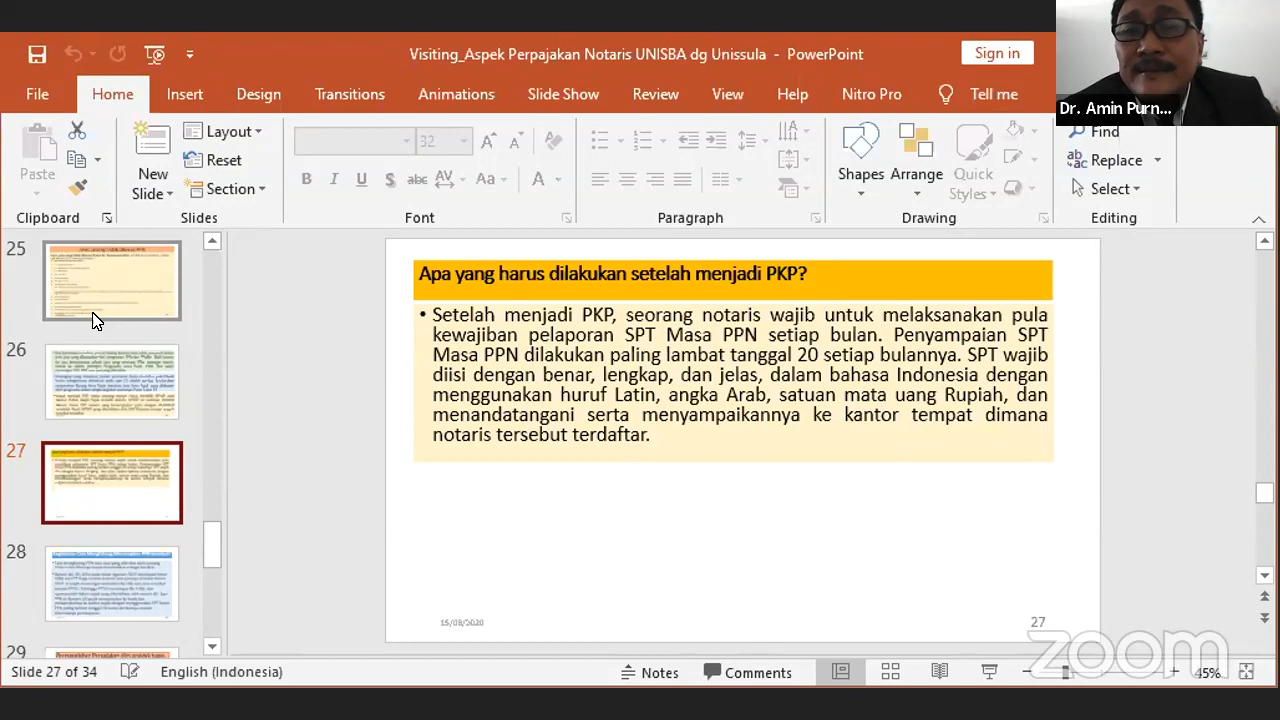 Visiting_Aspek Perpajakan Notaris UNISBA dg Unissula - PowerPoint
Sign in
Dr. Amin Purn...
File Home Insert Design Transitions Animations Slide Show Review View Help Nitro Pro Tell me
Paste
New Slide
Layout
Reset
Section
32
Shapes Arrange Quick Styles
Find
Replace
Select
Clipboard Slides Font Paragraph Drawing Editing
25
26
27
28
29
Apa yang harus dilakukan setelah menjadi PKP?
• Setelah menjadi PKP, seorang notaris wajib untuk melaksanakan pula
kewajiban pelaporan SPT Masa PPN setiap bulan. Penyampaian SPT
Masa PPN dilakukan paling lambat tanggal 20 setiap bulannya. SPT wajib
diisi dengan benar, lengkap, dan jelas, dalam bahasa Indonesia dengan
menggunakan huruf Latin, angka Arab, satuan mata uang Rupiah, dan
menandatangani serta menyampaikannya ke kantor tempat dimana
notaris tersebut terdaftar.
15/08/2020
27
zoom
Slide 27 of 34 English (Indonesia) Notes Comments 45%